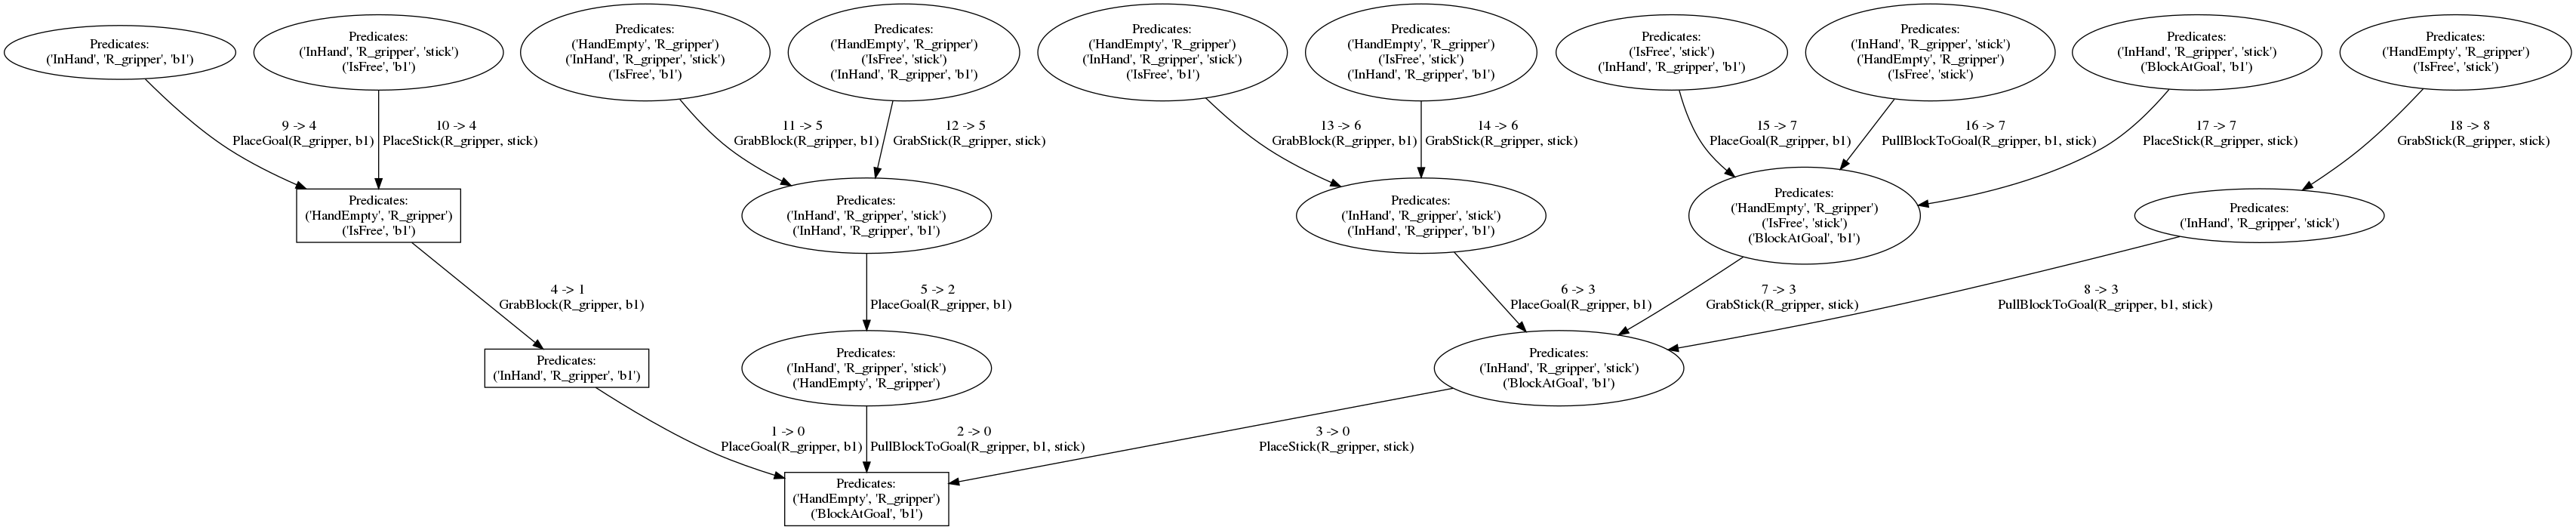 Predicates:
('InHand', 'R_gripper', 'b1')
Predicates:
('InHand', 'R_gripper', 'stick')
('IsFree', 'b1')
Predicates:
('HandEmpty', 'R_gripper')
('InHand', 'R_gripper', 'stick')
('IsFree', 'b1')
Predicates:
('HandEmpty', 'R_gripper')
('IsFree', 'stick')
('InHand', 'R_gripper', 'b1')
Predicates:
('HandEmpty', 'R_gripper')
('InHand', 'R_gripper', 'stick')
('IsFree', 'b1')
Predicates:
('HandEmpty', 'R_gripper')
('IsFree', 'stick')
('InHand', 'R_gripper', 'b1')
Predicates:
('IsFree', 'stick')
('InHand', 'R_gripper', 'b1')
Predicates:
('InHand', 'R_gripper', 'stick')
('HandEmpty', 'R_gripper')
('IsFree', 'stick')
Predicates:
('InHand', 'R_gripper', 'stick')
('BlockAtGoal', 'b1')
Predicates:
('HandEmpty', 'R_gripper')
('IsFree', 'stick')
9 -> 4
PlaceGoal(R_gripper, b1)
10 -> 4
PlaceStick(R_gripper, stick)
11 -> 5
GrabBlock(R_gripper, b1)
12 -> 5
GrabStick(R_gripper, stick)
13 -> 6
GrabBlock(R_gripper, b1)
14 -> 6
GrabStick(R_gripper, stick)
15 -> 7
PlaceGoal(R_gripper, b1)
16 -> 7
PullBlockToGoal(R_gripper, b1, stick)
17 -> 7
PlaceStick(R_gripper, stick)
18 -> 8
GrabStick(R_gripper, stick)
Predicates:
('HandEmpty', 'R_gripper')
('IsFree', 'b1')
Predicates:
('InHand', 'R_gripper', 'stick')
('InHand', 'R_gripper', 'b1')
Predicates:
('InHand', 'R_gripper', 'stick')
('InHand', 'R_gripper', 'b1')
Predicates:
('HandEmpty', 'R_gripper')
('IsFree', 'stick')
('BlockAtGoal', 'b1')
Predicates:
('InHand', 'R_gripper', 'stick')
4 -> 1
GrabBlock(R_gripper, b1)
5 -> 2
PlaceGoal(R_gripper, b1)
6 -> 3
PlaceGoal(R_gripper, b1)
7 -> 3
GrabStick(R_gripper, stick)
8 -> 3
PullBlockToGoal(R_gripper, b1, stick)
Predicates:
('InHand', 'R_gripper', 'b1')
Predicates:
('InHand', 'R_gripper', 'stick')
('HandEmpty', 'R_gripper')
Predicates:
('InHand', 'R_gripper', 'stick')
('BlockAtGoal', 'b1')
1 -> 0
PlaceGoal(R_gripper, b1)
2 -> 0
PullBlockToGoal(R_gripper, b1, stick)
3 -> 0
PlaceStick(R_gripper, stick)
Predicates:
('HandEmpty', 'R_gripper')
('BlockAtGoal', 'b1')